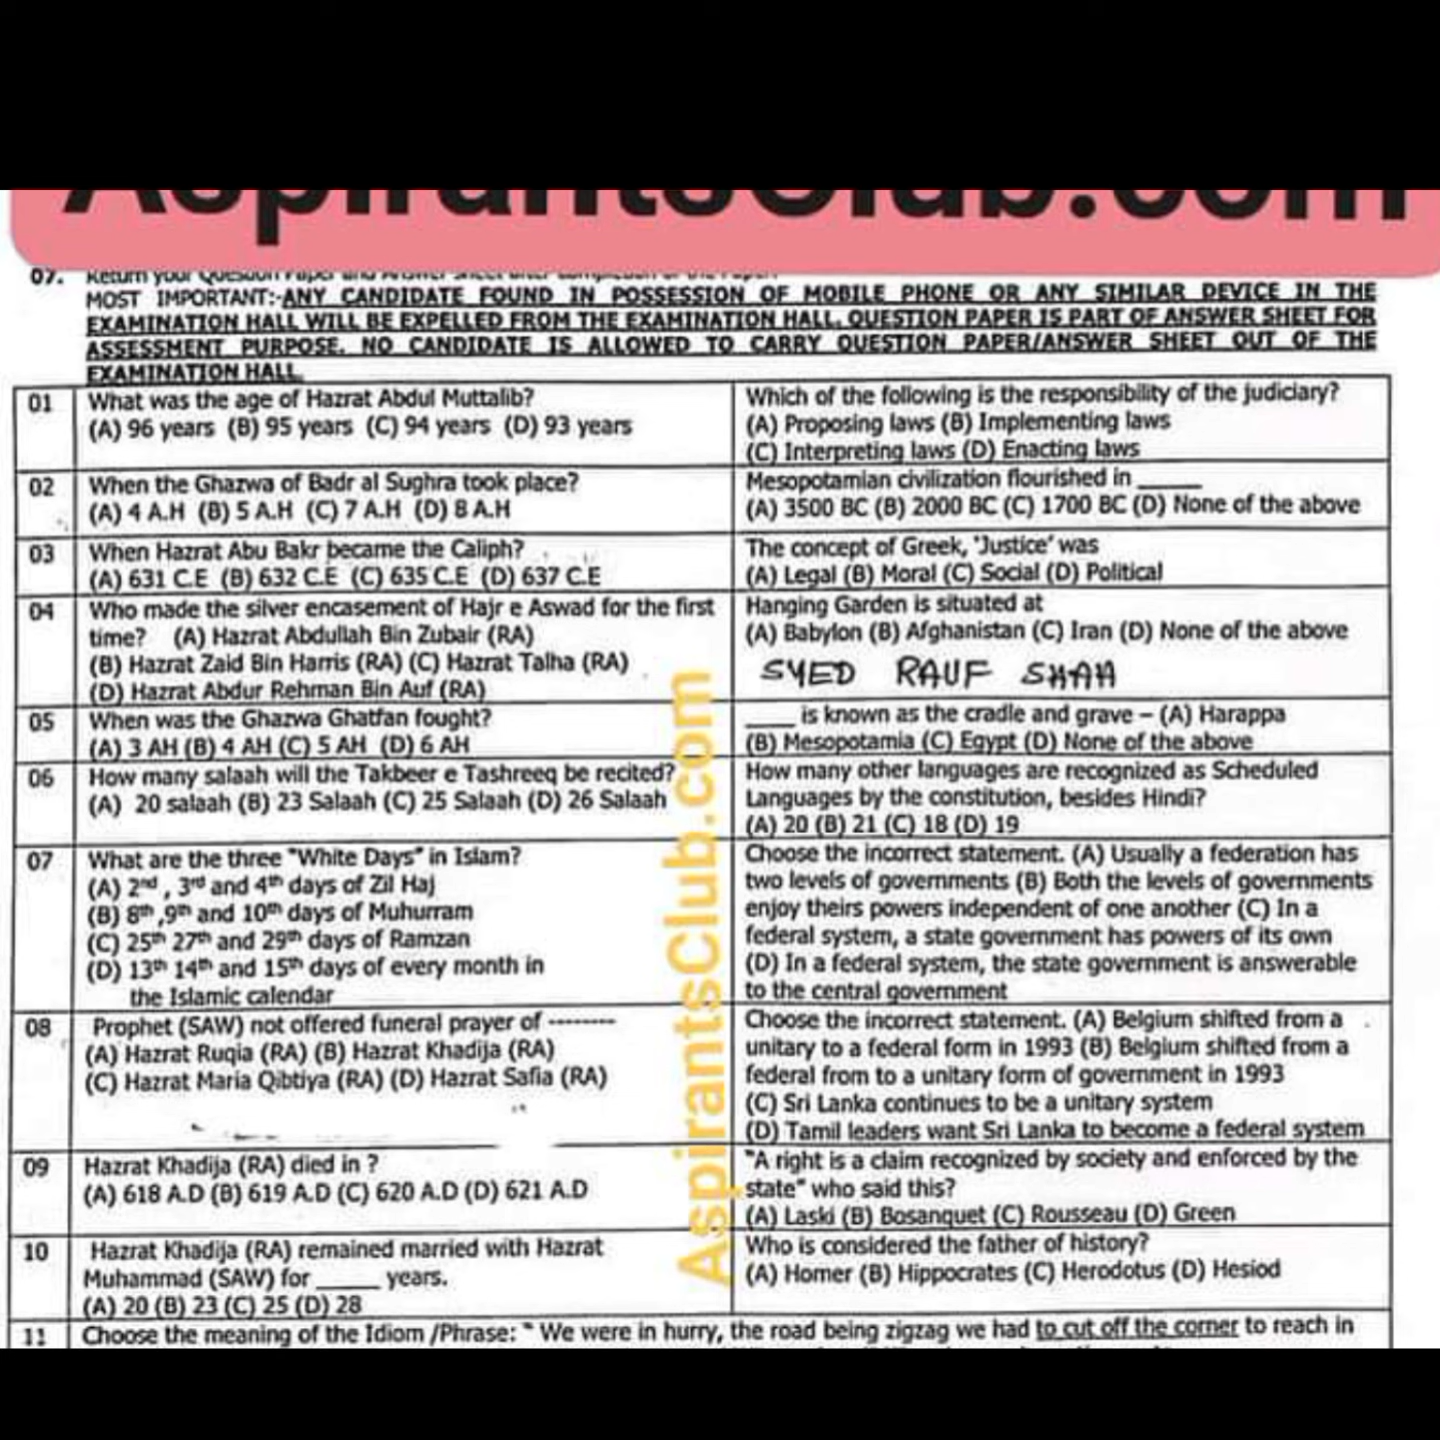 AspirantsClub.com
07. Return your Question Paper and Answer Sheet after completion of the Paper.
MOST IMPORTANT:-ANY CANDIDATE FOUND IN POSSESSION OF MOBILE PHONE OR ANY SIMILAR DEVICE IN THE
EXAMINATION HALL WILL BE EXPELLED FROM THE EXAMINATION HALL. QUESTION PAPER IS PART OF ANSWER SHEET FOR
ASSESSMENT PURPOSE. NO CANDIDATE IS ALLOWED TO CARRY QUESTION PAPER/ANSWER SHEET OUT OF THE
EXAMINATION HALL.
01 What was the age of Hazrat Abdul Muttalib?
(A) 96 years (B) 95 years (C) 94 years (D) 93 years
Which of the following is the responsibility of the judiciary?
(A) Proposing laws (B) Implementing laws
(C) Interpreting laws (D) Enacting laws
02 When the Ghazwa of Badr al Sughra took place?
(A) 4 A.H (B) 5 A.H (C) 7 A.H (D) 8 A.H
Mesopotamian civilization flourished in _____
(A) 3500 BC (B) 2000 BC (C) 1700 BC (D) None of the above
03 When Hazrat Abu Bakr became the Caliph?
(A) 631 C.E (B) 632 C.E (C) 635 C.E (D) 637 C.E
The concept of Greek, 'Justice' was
(A) Legal (B) Moral (C) Social (D) Political
04 Who made the silver encasement of Hajr e Aswad for the first
time? (A) Hazrat Abdullah Bin Zubair (RA)
(B) Hazrat Zaid Bin Harris (RA) (C) Hazrat Talha (RA)
(D) Hazrat Abdur Rehman Bin Auf (RA)
Hanging Garden is situated at
(A) Babylon (B) Afghanistan (C) Iran (D) None of the above
SYED RAUF SHAH
05 When was the Ghazwa Ghatfan fought?
(A) 3 AH (B) 4 AH (C) 5 AH (D) 6 AH
____ is known as the cradle and grave – (A) Harappa
(B) Mesopotamia (C) Egypt (D) None of the above
06 How many salaah will the Takbeer e Tashreeq be recited?
(A) 20 salaah (B) 23 Salaah (C) 25 Salaah (D) 26 Salaah
How many other languages are recognized as Scheduled
Languages by the constitution, besides Hindi?
(A) 20 (B) 21 (C) 18 (D) 19
07 What are the three "White Days" in Islam?
(A) 2nd , 3rd and 4th days of Zil Haj
(B) 8th ,9th and 10th days of Muhurram
(C) 25th 27th and 29th days of Ramzan
(D) 13th 14th and 15th days of every month in
the Islamic calendar
Choose the incorrect statement. (A) Usually a federation has
two levels of governments (B) Both the levels of governments
enjoy theirs powers independent of one another (C) In a
federal system, a state government has powers of its own
(D) In a federal system, the state government is answerable
to the central government
08 Prophet (SAW) not offered funeral prayer of --------
(A) Hazrat Ruqia (RA) (B) Hazrat Khadija (RA)
(C) Hazrat Maria Qibtiya (RA) (D) Hazrat Safia (RA)
Choose the incorrect statement. (A) Belgium shifted from a
unitary to a federal form in 1993 (B) Belgium shifted from a
federal from to a unitary form of government in 1993
(C) Sri Lanka continues to be a unitary system
(D) Tamil leaders want Sri Lanka to become a federal system
09 Hazrat Khadija (RA) died in ?
(A) 618 A.D (B) 619 A.D (C) 620 A.D (D) 621 A.D
"A right is a claim recognized by society and enforced by the
state" who said this?
(A) Laski (B) Bosanquet (C) Rousseau (D) Green
10 Hazrat Khadija (RA) remained married with Hazrat
Muhammad (SAW) for _____ years.
(A) 20 (B) 23 (C) 25 (D) 28
Who is considered the father of history?
(A) Homer (B) Hippocrates (C) Herodotus (D) Hesiod
11 Choose the meaning of the Idiom /Phrase: " We were in hurry, the road being zigzag we had to cut off the corner to reach in
AspirantsClub.com